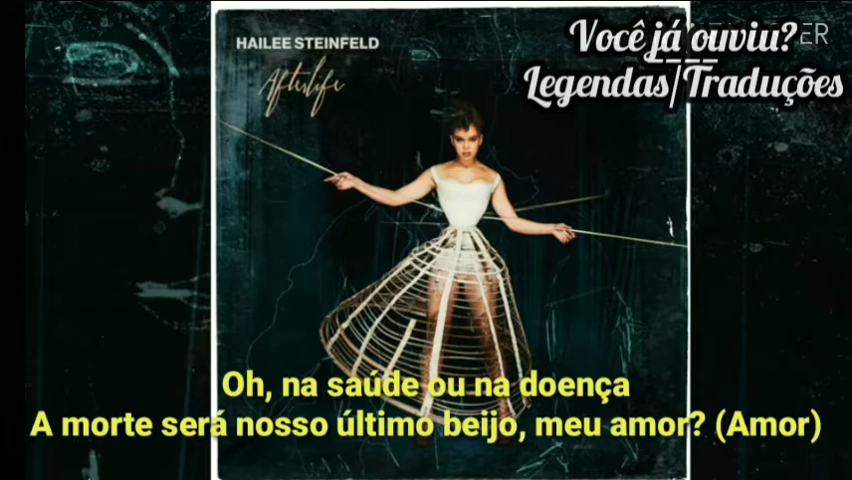 HAILEE STEINFELD
Afterlife
Você já ouviu?
Legendas/Traduções
Oh, na saúde ou na doença
A morte será nosso último beijo, meu amor? (Amor)